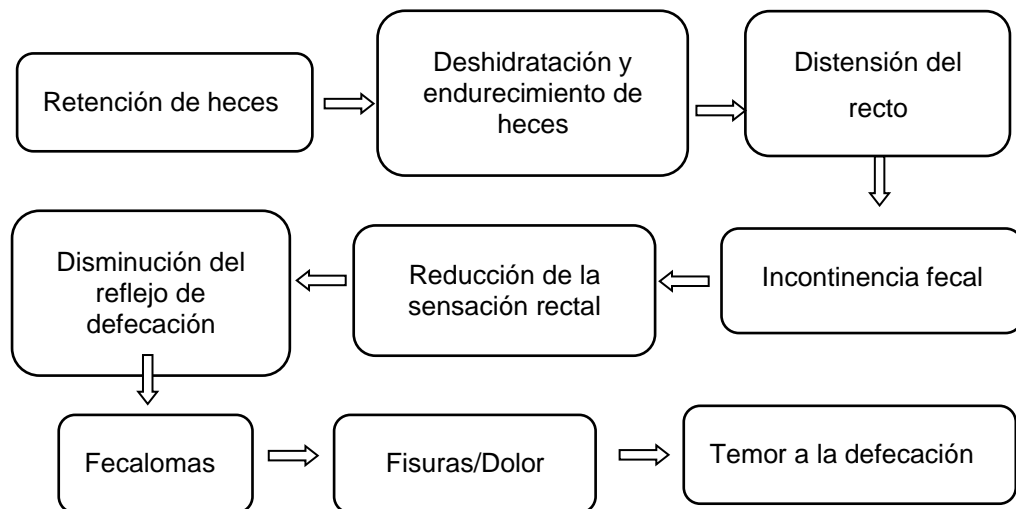 Retención de heces
Deshidratación y
endurecimiento de
heces
Distensión del
recto
Disminución del
reflejo de
defecación
Reducción de la
sensación rectal
Incontinencia fecal
Fecalomas
Fisuras/Dolor
Temor a la defecación